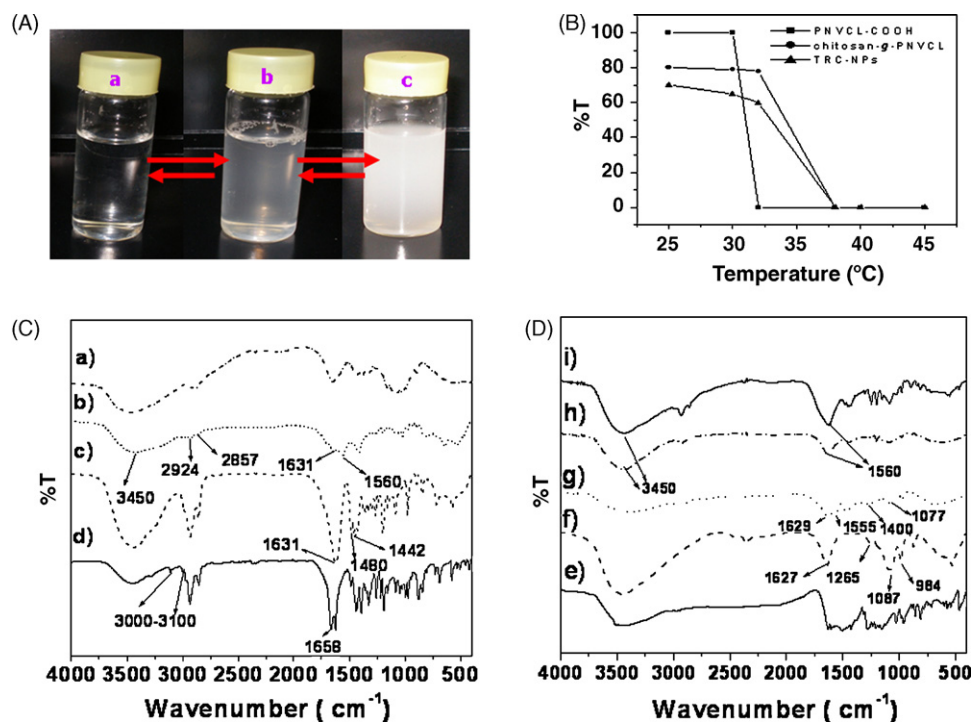 (A)
a
b
c
(B)
PNVCL-COOH
chitosan-g-PNVCL
TRC-NPs
%T
100
80
60
40
20
0
25 30 35 40 45
Temperature (°C)
(C)
a)
b)
c)
d)
%T
3450
2924
2857
1631
1560
1631
1442
1480
3000-3100
1658
4000 3500 3000 2500 2000 1500 1000 500
Wavenumber ( cm-1)
(D)
i)
h)
g)
f)
e)
%T
3450
1560
1629
1555
1400
1077
1627
1265
1087
984
4000 3500 3000 2500 2000 1500 1000 500
Wavenumber ( cm-1)